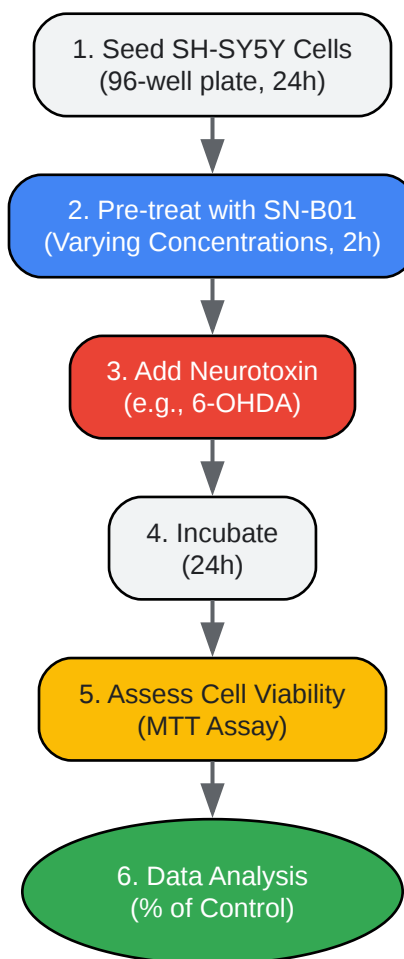 1. Seed SH-SY5Y Cells
(96-well plate, 24h)
2. Pre-treat with SN-B01
(Varying Concentrations, 2h)
3. Add Neurotoxin
(e.g., 6-OHDA)
4. Incubate
(24h)
5. Assess Cell Viability
(MTT Assay)
6. Data Analysis
(% of Control)